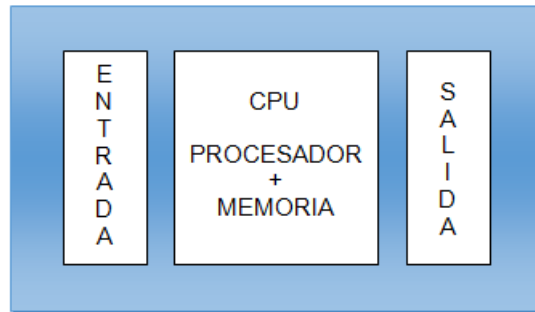 ENTRADA
CPU
PROCESADOR
+
MEMORIA
SALIDA